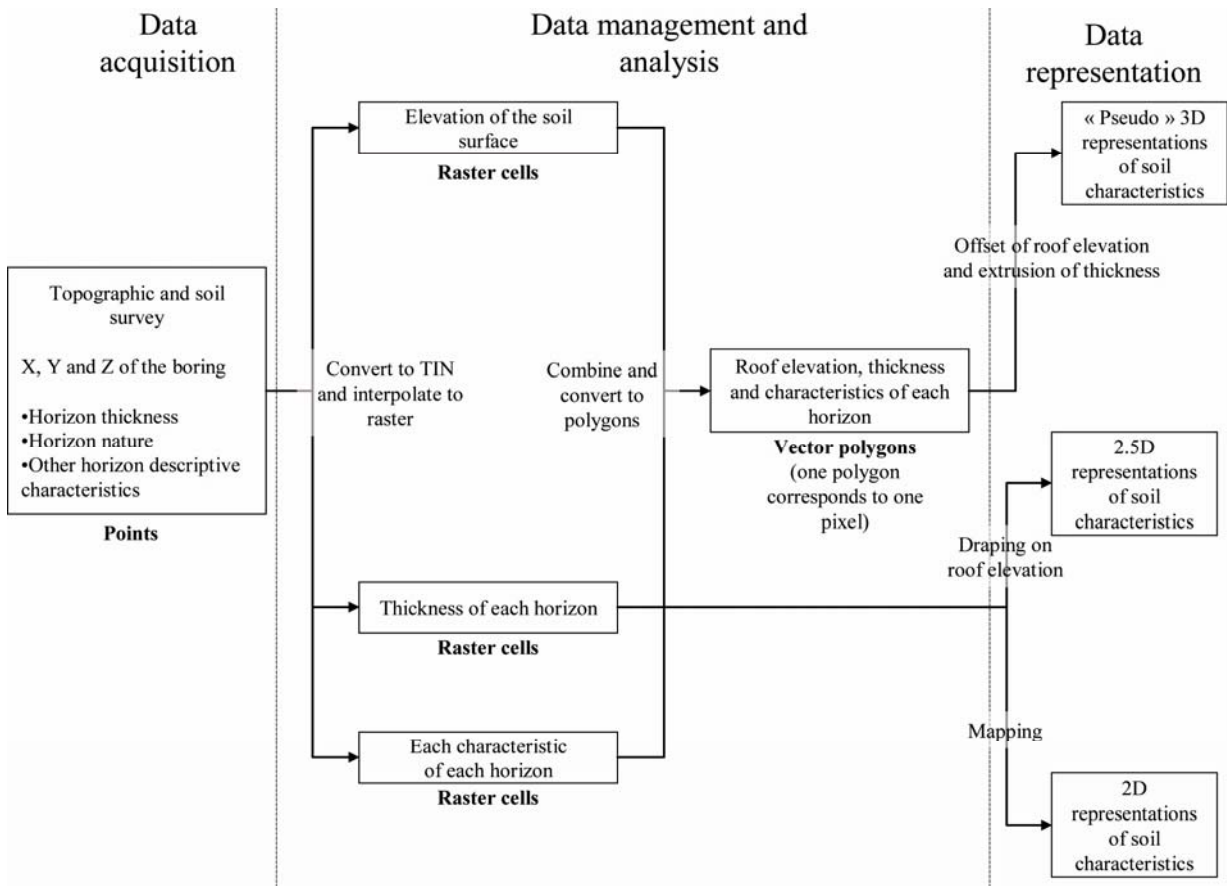 Data
acquisition
Data management and
analysis
Data
representation
Topographic and soil
survey
X, Y and Z of the boring
•Horizon thickness
•Horizon nature
•Other horizon descriptive
characteristics
Points
Convert to TIN
and interpolate to
raster
Elevation of the soil
surface
Raster cells
Thickness of each horizon
Raster cells
Each characteristic
of each horizon
Raster cells
Combine and
convert to
polygons
Roof elevation, thickness
and characteristics of each
horizon
Vector polygons
(one polygon
corresponds to one
pixel)
Offset of roof elevation
and extrusion of thickness
« Pseudo » 3D
representations
of soil
characteristics
Draping on
roof elevation
2.5D
representations
of soil
characteristics
Mapping
2D
representations
of soil
characteristics